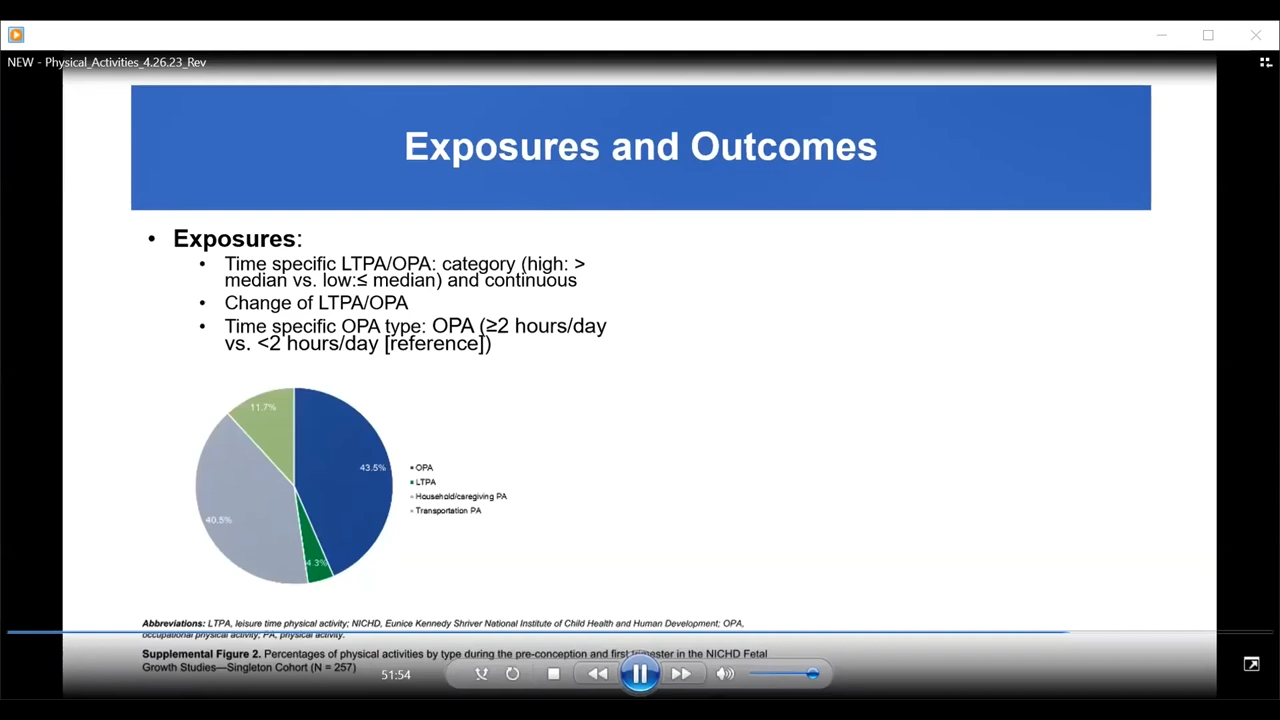 NEW - Physical_Activities_4.26.23_Rev
Exposures and Outcomes
• Exposures:
• Time specific LTPA/OPA: category (high: >
median vs. low:≤ median) and continuous
• Change of LTPA/OPA
• Time specific OPA type: OPA (≥2 hours/day
vs. <2 hours/day [reference])
11.7%
43.5%
40.5%
4.3%
OPA
LTPA
Household/caregiving PA
Transportation PA
Abbreviations: LTPA, leisure time physical activity; NICHD, Eunice Kennedy Shriver National Institute of Child Health and Human Development; OPA,
occupational physical activity; PA, physical activity.
Supplemental Figure 2. Percentages of physical activities by type during the pre-conception and first trimester in the NICHD Fetal
Growth Studies—Singleton Cohort (N = 257)
51:54